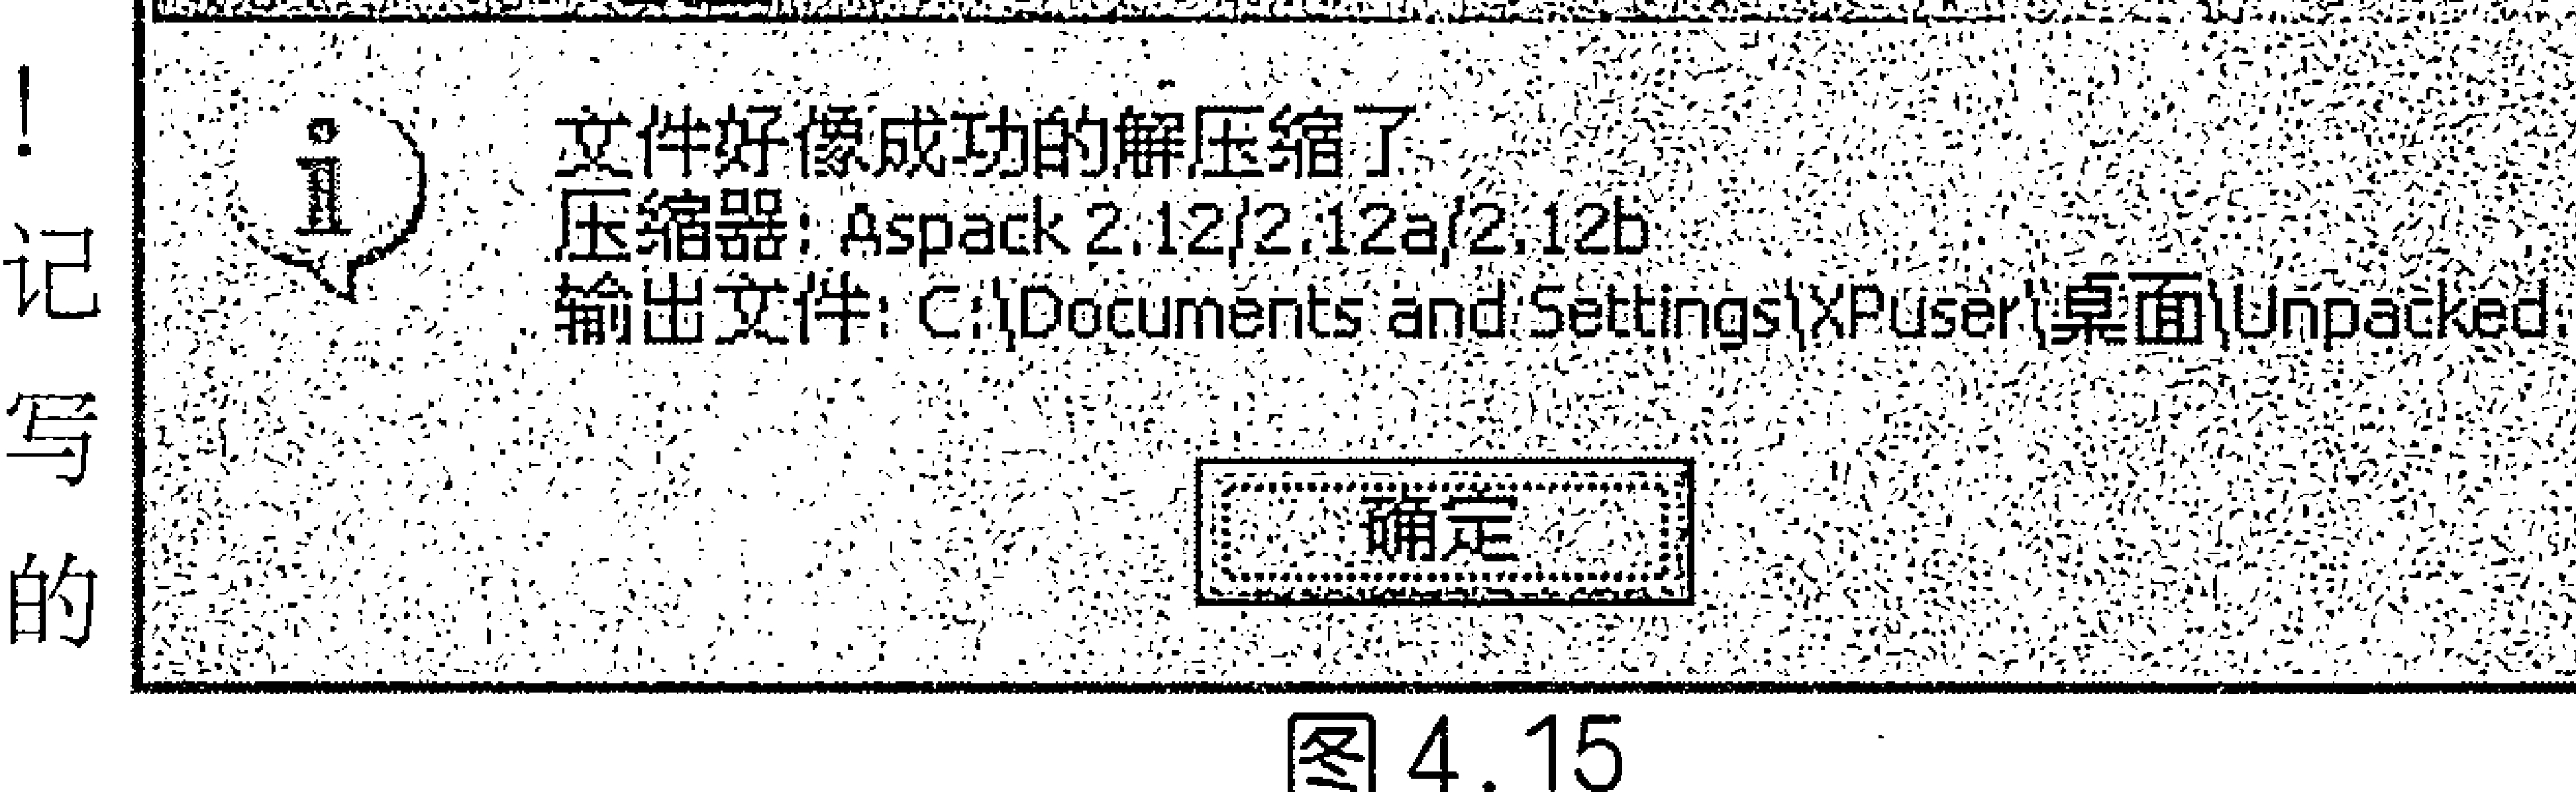 ！
记
写
的
文件好像成功的解压缩了
压缩器: Aspack 2.12/2.12a/2.12b
输出文件: C:\Documents and Settings\XPuser\桌面\Unpacked.
确定
图 4.15